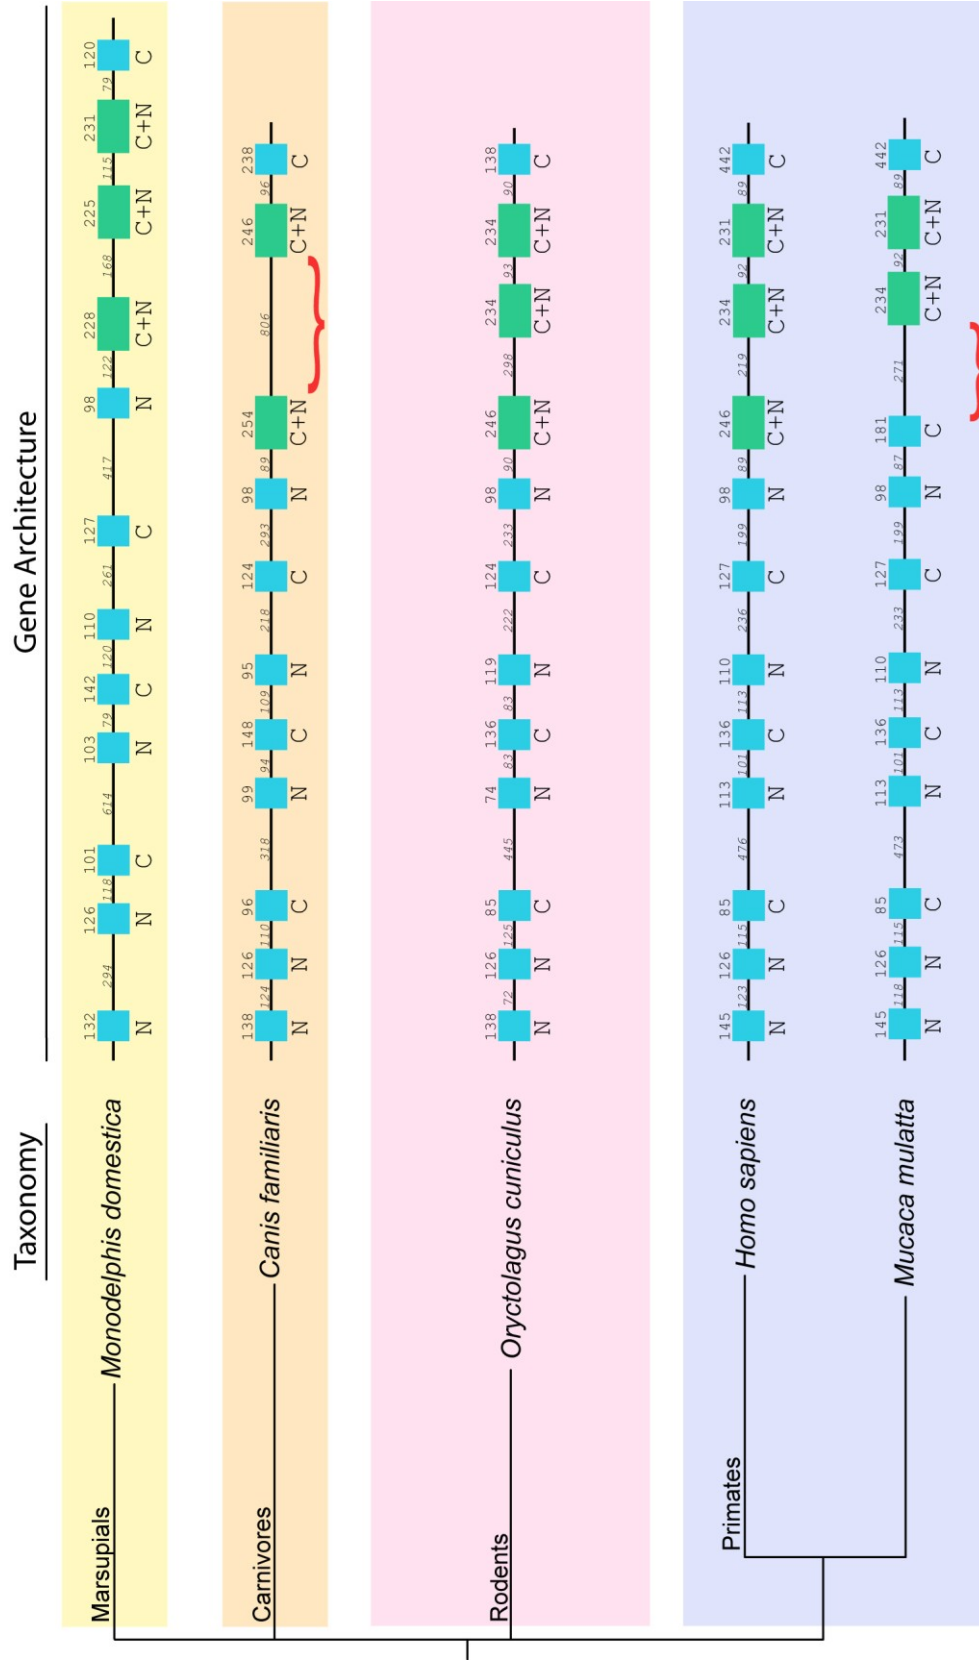 Taxonomy Gene Architecture
Marsupials
132 126 101 103 142 110 127 98 228 225 231 120
Monodelphis domestica 294 118 614 79 120 261 417 122 168 115 79
N N C N C N C N C+N C+N C+N C
Carnivores
138 126 96 99 148 95 124 98 254 246 238
Canis familiaris 124 110 318 94 109 218 293 89 806 96
N N C N C N C N C+N C+N C
Rodents
138 126 85 74 136 119 124 98 246 234 234 138
Oryctolagus cuniculus 72 125 445 83 83 222 233 90 298 93 90
N N C N C N C N C+N C+N C+N C
Primates
145 126 85 113 136 110 127 98 246 234 231 442
Homo sapiens 123 115 476 101 113 236 199 89 219 92 89
N N C N C N C N C+N C+N C+N C
145 126 85 113 136 110 127 98 181 234 231 442
Mucaca mulatta 118 115 473 101 113 233 199 87 271 92 89
N N C N C N C N C C+N C+N C